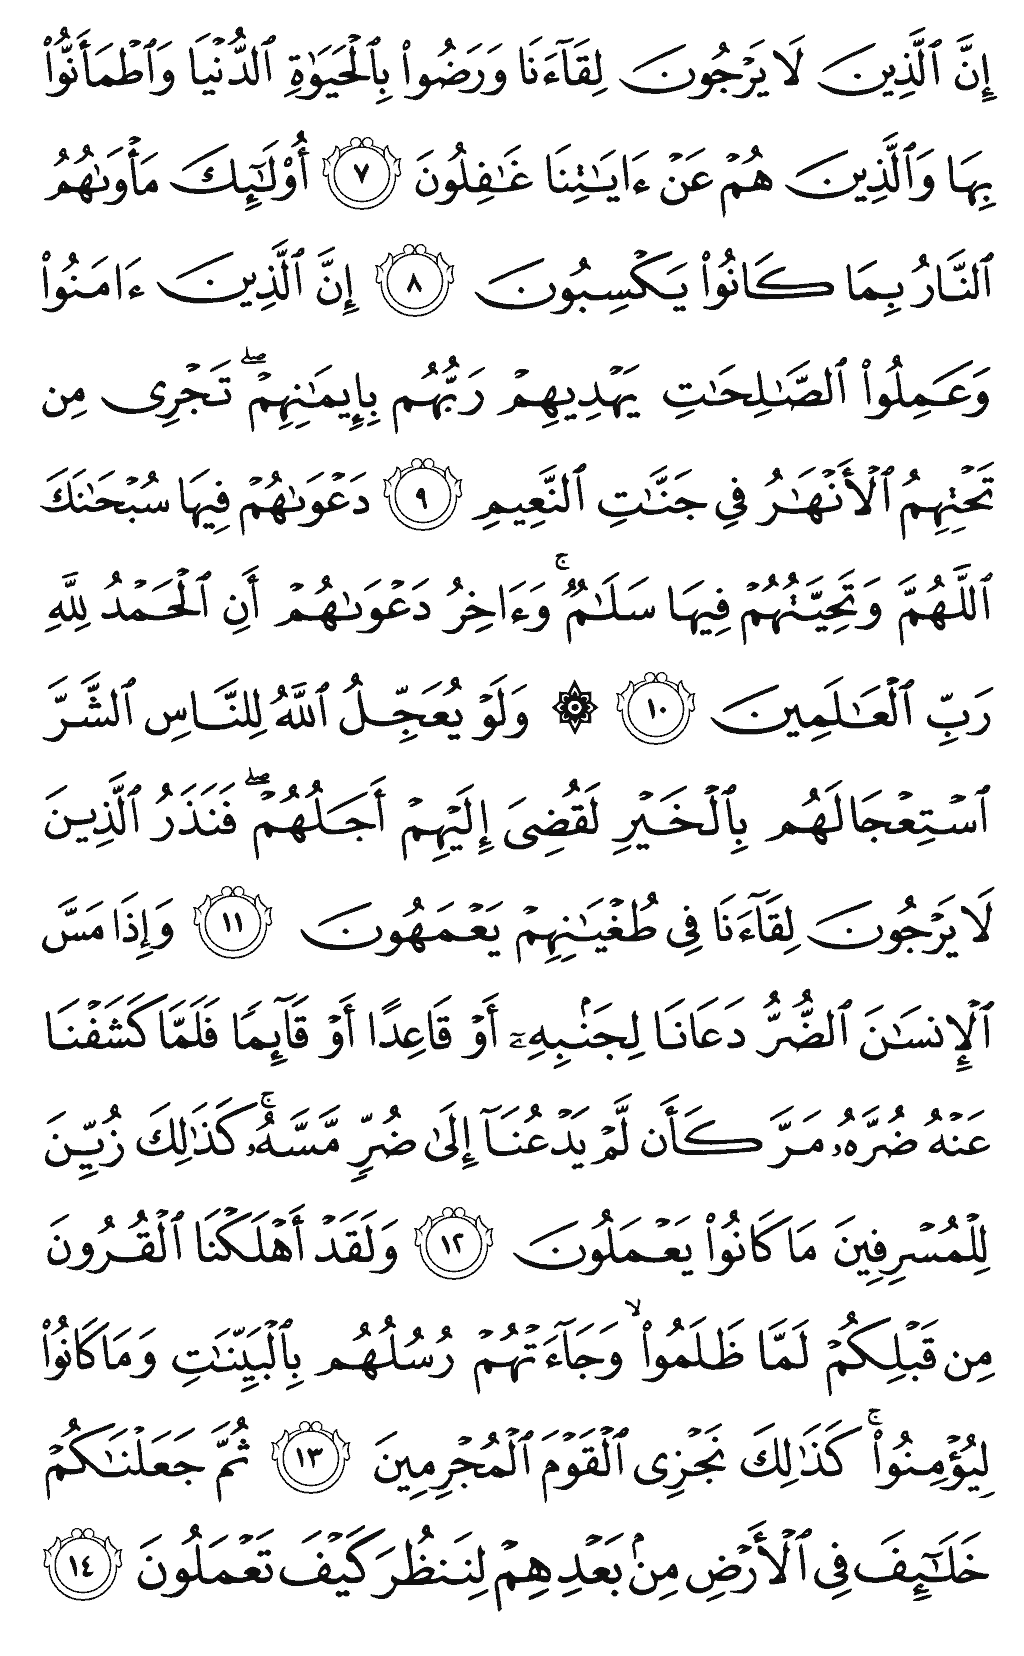 إِنَّ ٱلَّذِينَ لَا يَرْجُونَ لِقَآءَنَا وَرَضُوا۟ بِٱلْحَيَوٰةِ ٱلدُّنْيَا وَٱطْمَأَنُّوا۟
بِهَا وَٱلَّذِينَ هُمْ عَنْ ءَايَـٰتِنَا غَـٰفِلُونَ ٧ أُو۟لَـٰٓئِكَ مَأْوَىٰهُمُ
ٱلنَّارُ بِمَا كَانُوا۟ يَكْسِبُونَ ٨ إِنَّ ٱلَّذِينَ ءَامَنُوا۟
وَعَمِلُوا۟ ٱلصَّـٰلِحَـٰتِ يَهْدِيهِمْ رَبُّهُم بِإِيمَـٰنِهِمْ ۖ تَجْرِى مِن
تَحْتِهِمُ ٱلْأَنْهَـٰرُ فِى جَنَّـٰتِ ٱلنَّعِيمِ ٩ دَعْوَىٰهُمْ فِيهَا سُبْحَـٰنَكَ
ٱللَّهُمَّ وَتَحِيَّتُهُمْ فِيهَا سَلَـٰمٌ ۚ وَءَاخِرُ دَعْوَىٰهُمْ أَنِ ٱلْحَمْدُ لِلَّهِ
رَبِّ ٱلْعَـٰلَمِينَ ١٠ ۞ وَلَوْ يُعَجِّلُ ٱللَّهُ لِلنَّاسِ ٱلشَّرَّ
ٱسْتِعْجَالَهُم بِٱلْخَيْرِ لَقُضِىَ إِلَيْهِمْ أَجَلُهُمْ ۖ فَنَذَرُ ٱلَّذِينَ
لَا يَرْجُونَ لِقَآءَنَا فِى طُغْيَـٰنِهِمْ يَعْمَهُونَ ١١ وَإِذَا مَسَّ
ٱلْإِنسَـٰنَ ٱلضُّرُّ دَعَانَا لِجَنۢبِهِۦٓ أَوْ قَاعِدًا أَوْ قَآئِمًا فَلَمَّا كَشَفْنَا
عَنْهُ ضُرَّهُۥ مَرَّ كَأَن لَّمْ يَدْعُنَآ إِلَىٰ ضُرٍّ مَّسَّهُۥ ۚ كَذَٰلِكَ زُيِّنَ
لِلْمُسْرِفِينَ مَا كَانُوا۟ يَعْمَلُونَ ١٢ وَلَقَدْ أَهْلَكْنَا ٱلْقُرُونَ
مِن قَبْلِكُمْ لَمَّا ظَلَمُوا۟ ۙ وَجَآءَتْهُمْ رُسُلُهُم بِٱلْبَيِّنَـٰتِ وَمَا كَانُوا۟
لِيُؤْمِنُوا۟ ۚ كَذَٰلِكَ نَجْزِى ٱلْقَوْمَ ٱلْمُجْرِمِينَ ١٣ ثُمَّ جَعَلْنَـٰكُمْ
خَلَـٰٓئِفَ فِى ٱلْأَرْضِ مِنۢ بَعْدِهِمْ لِنَنظُرَ كَيْفَ تَعْمَلُونَ ١٤